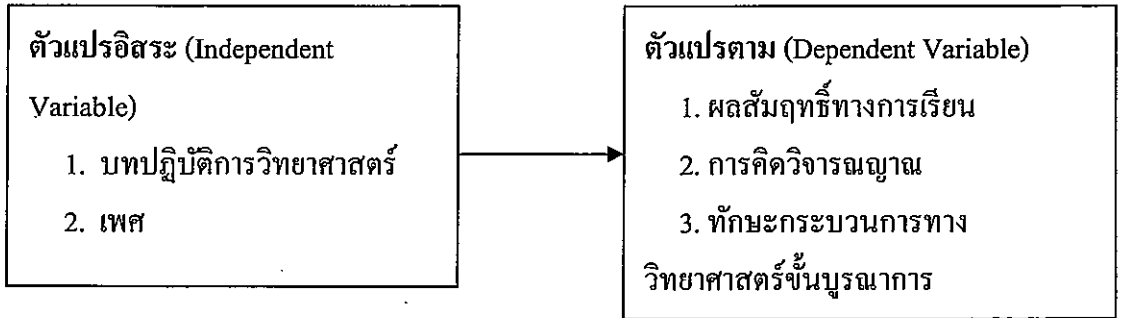 ตัวแปรอิสระ (Independent
Variable)
1. บทปฏิบัติการวิทยาศาสตร์
2. เพศ
ตัวแปรตาม (Dependent Variable)
1. ผลสัมฤทธิ์ทางการเรียน
2. การคิดวิจารณญาณ
3. ทักษะกระบวนการทาง
วิทยาศาสตร์ขั้นบูรณาการ